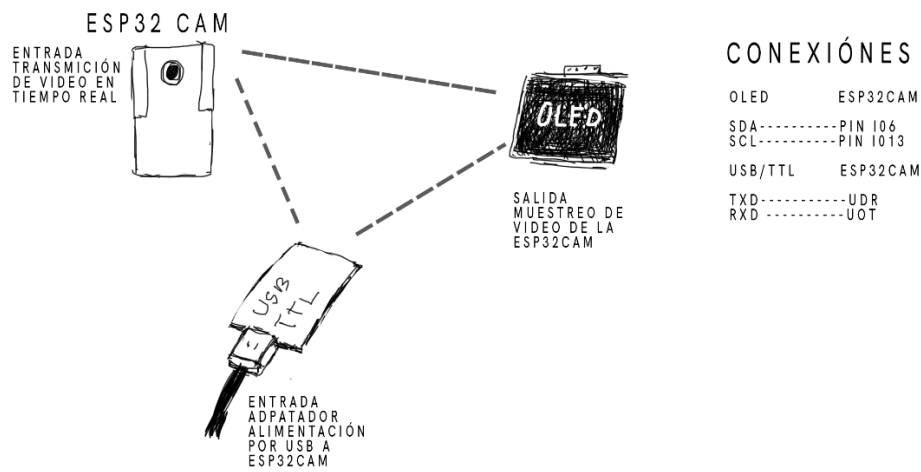 ESP32 CAM
ENTRADA
TRANSMICIÓN
DE VIDEO EN
TIEMPO REAL
OLED
SALIDA
MUESTREO DE
VIDEO DE LA
ESP32CAM
USB
TTL
ENTRADA
ADPATADOR
ALIMENTACIÓN
POR USB A
ESP32CAM
CONEXIÓNES
OLED ESP32CAM
SDA----------PIN I06
SCL----------PIN I013
USB/TTL ESP32CAM
TXD----------UDR
RXD ----------UOT